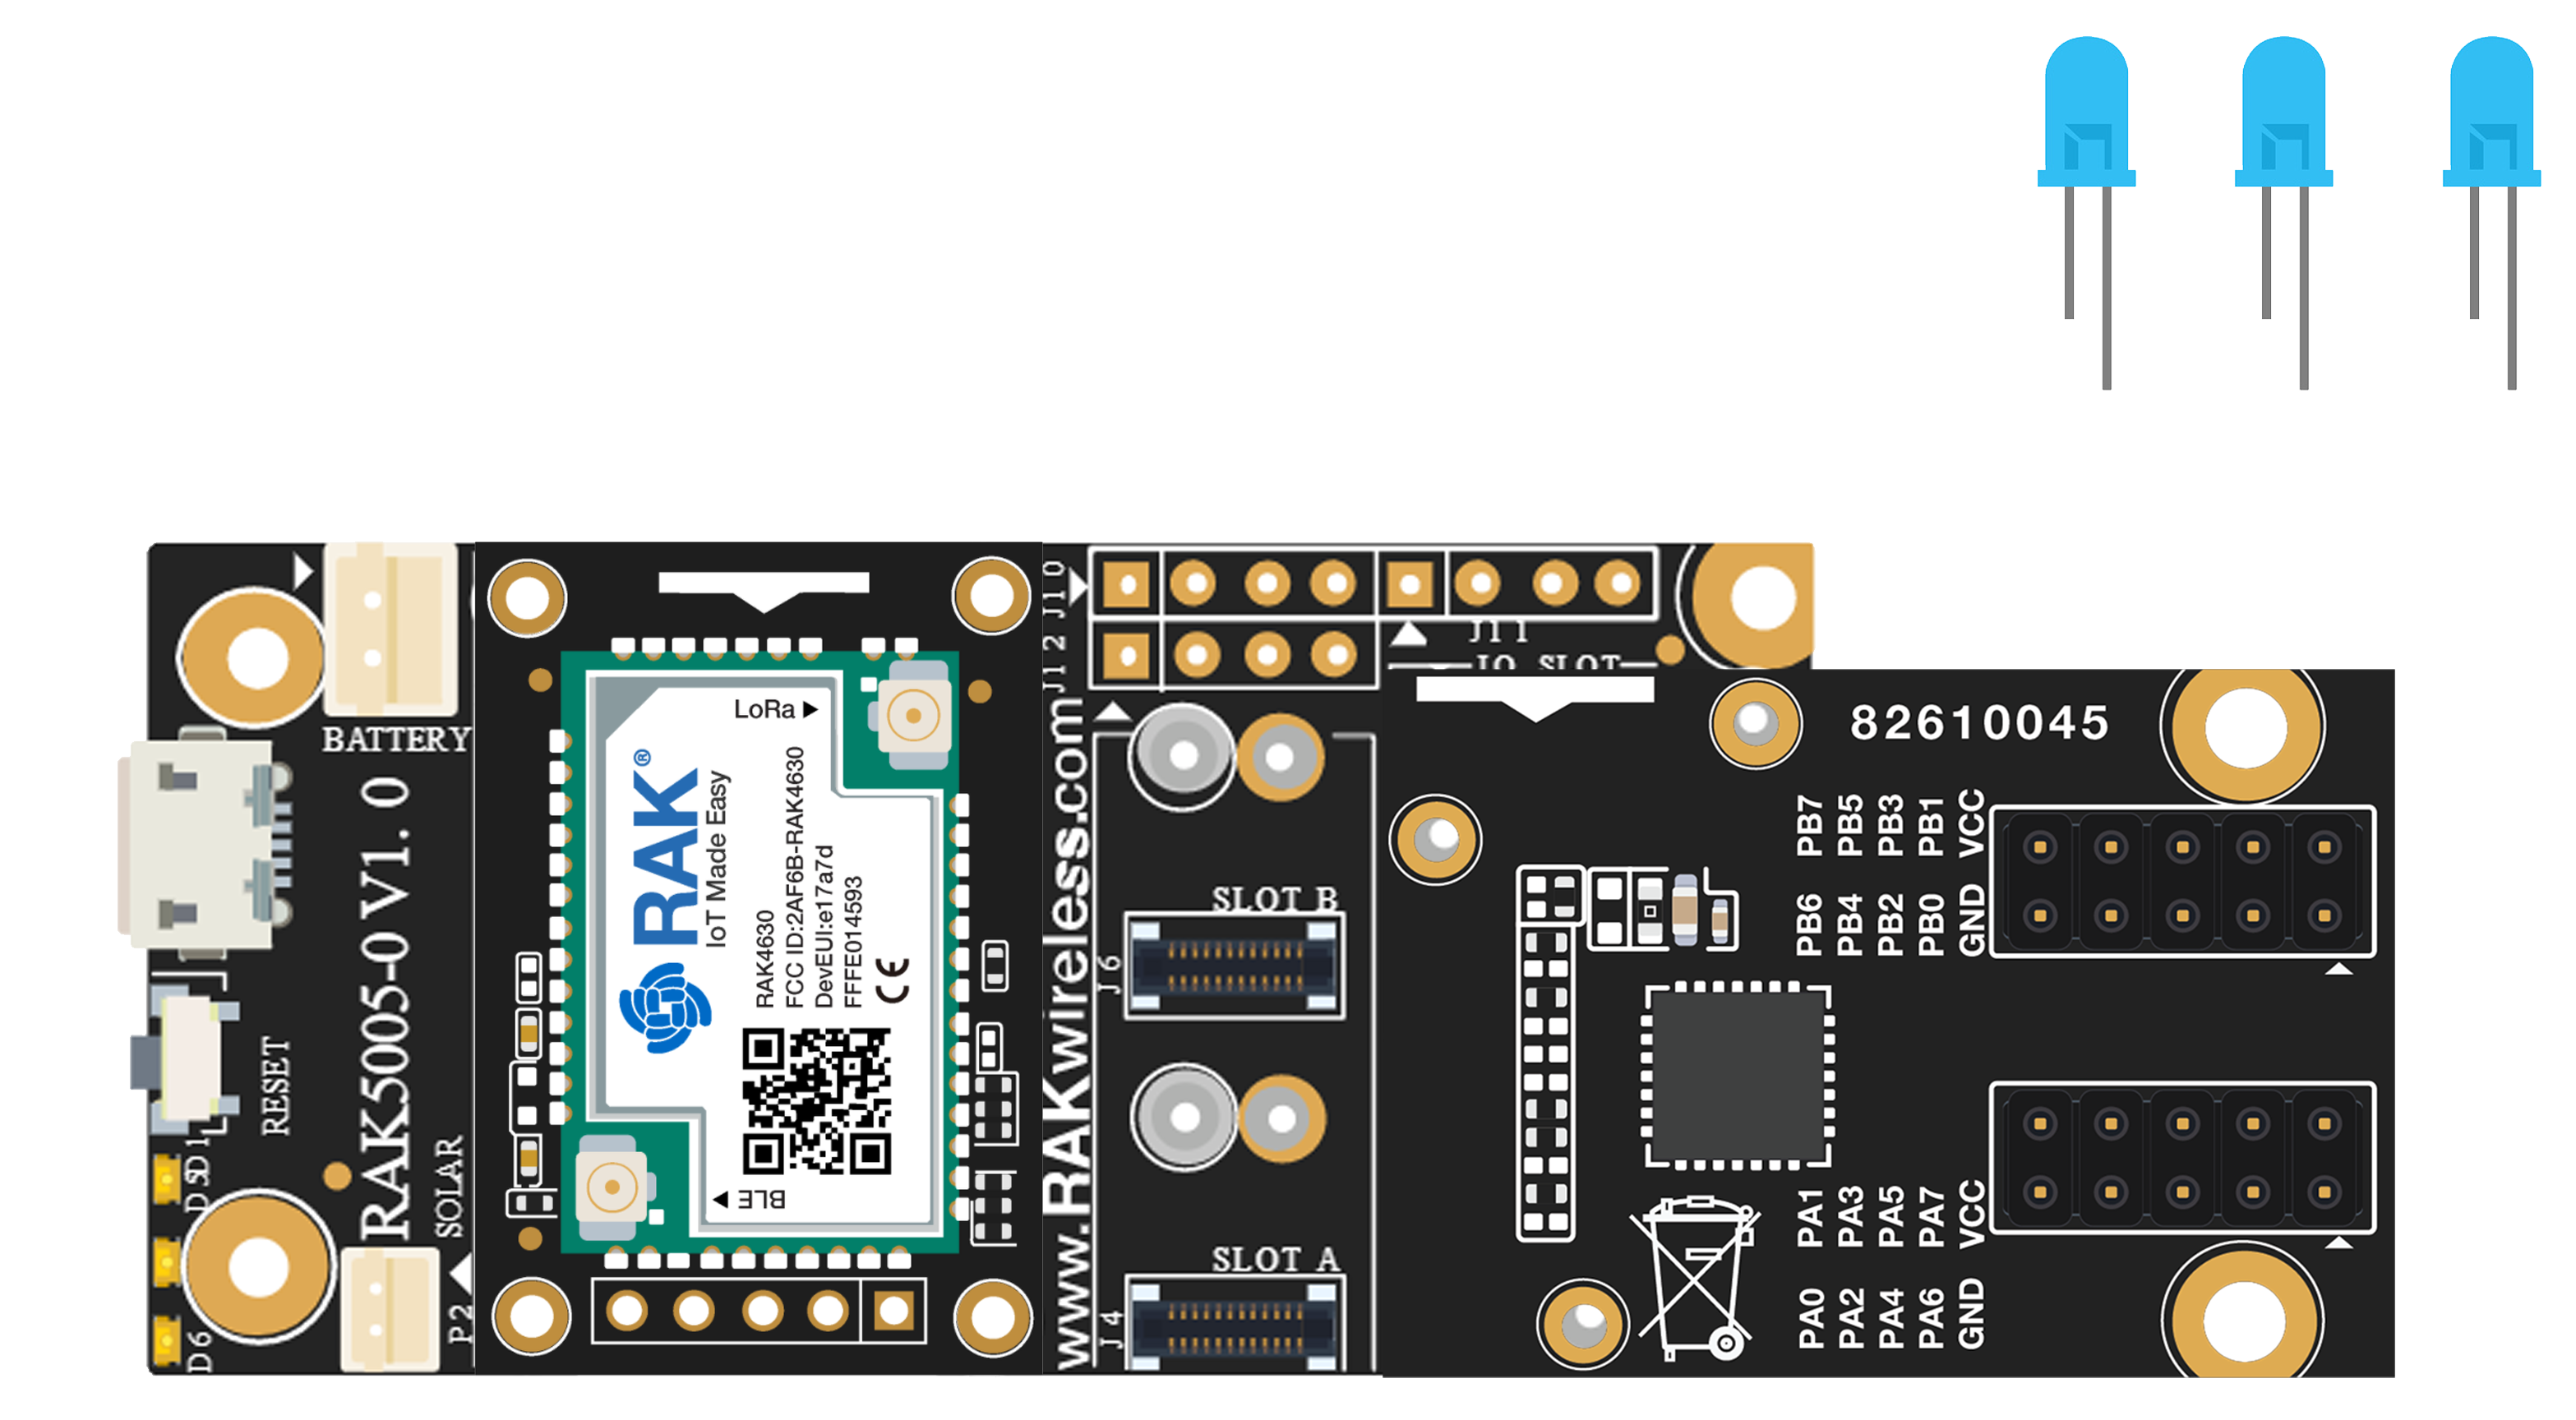 BATTERY
RAK5005-0 V1. 0
RESET
SOLAR
P2
D1
D5
D6
LoRa ▶
RAK®
IoT Made Easy
RAK4630
FCC ID:2AF6B-RAK4630
DevEUI:e17a7d
FFFE014593
CE
BLE
www.RAKwireless.com
J10
J12
J11
IO SLOT
SLOT B
J6
SLOT A
J4
82610045
PB7 PB5 PB3 PB1 VCC
PB6 PB4 PB2 PB0 GND
PA1 PA3 PA5 PA7 VCC
PA0 PA2 PA4 PA6 GND